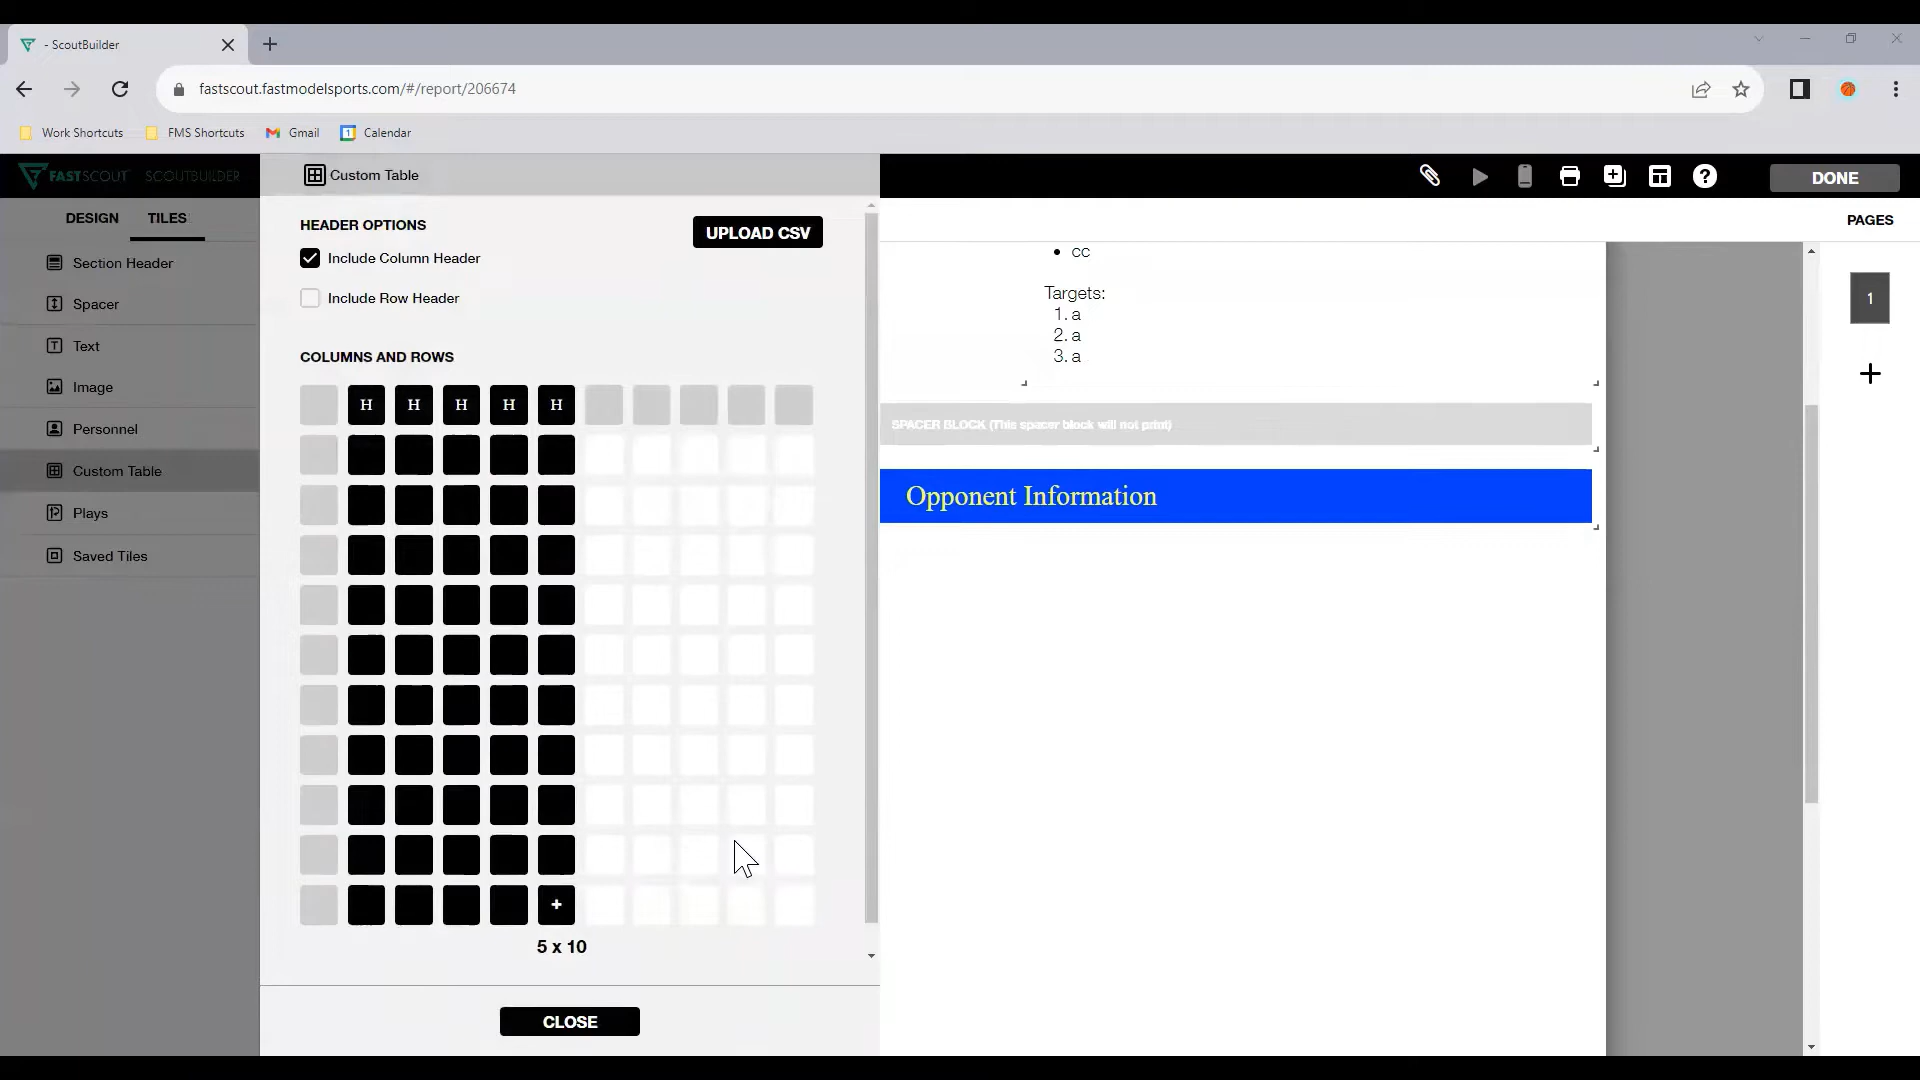 - ScoutBuilder
fastscout.fastmodelsports.com/#/report/206674
Work Shortcuts
FMS Shortcuts
Gmail
1
Calendar
FASTSCOUT SCOUTBUILDER
DESIGN
TILES
Section Header
Spacer
Text
Image
Personnel
Custom Table
Plays
Saved Tiles
Custom Table
HEADER OPTIONS
UPLOAD CSV
Include Column Header
Include Row Header
COLUMNS AND ROWS
H H H H H
+
5 x 10
CLOSE
?
DONE
PAGES
1
+
• cc
Targets:
1. a
2. a
3. a
SPACER BLOCK (This spacer block will not print)
Opponent Information